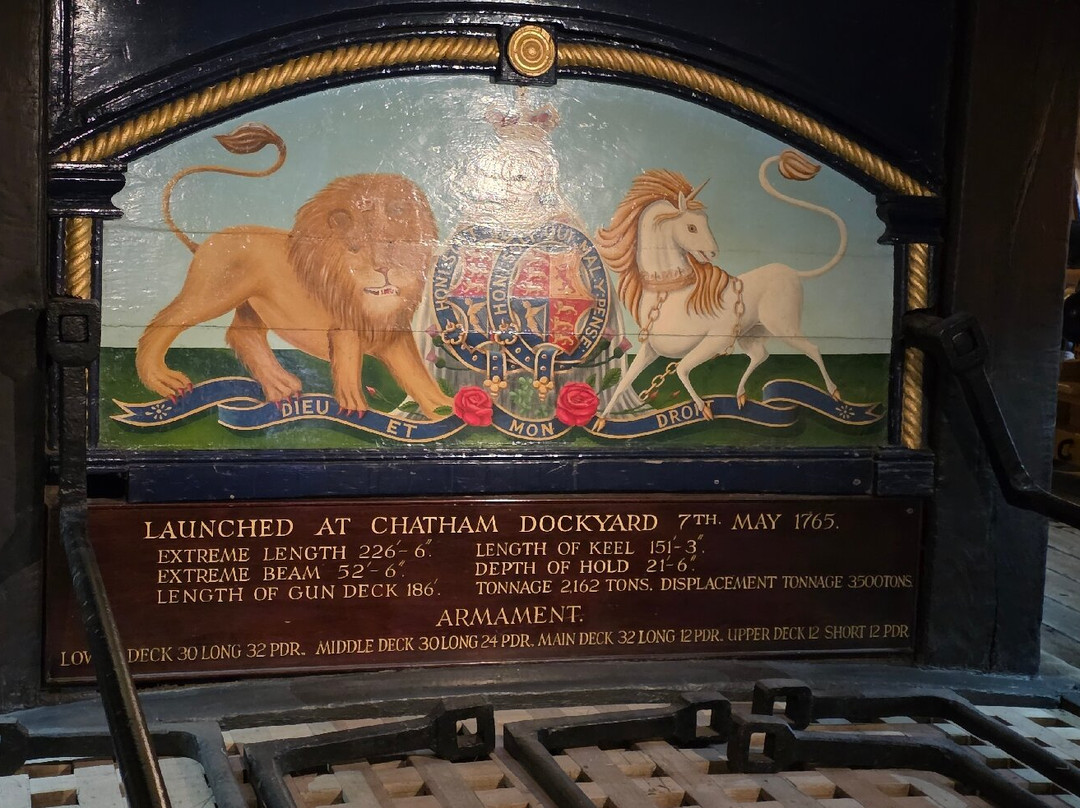 HONI S HONI SOIT QUI MAL·Y·PENSE
DIEU ET MON DROIT
LAUNCHED AT CHATHAM DOCKYARD 7TH. MAY 1765.
EXTREME LENGTH 226'-6". LENGTH OF KEEL 151'-3".
EXTREME BEAM 52'-6". DEPTH OF HOLD 21'-6".
LENGTH OF GUN DECK 186'. TONNAGE 2,162 TONS. DISPLACEMENT TONNAGE 3500TONS.
ARMAMENT.
DECK 30 LONG 32 PDR. MIDDLE DECK 30 LONG 24 PDR. MAIN DECK 32 LONG 12 PDR. UPPER DECK 12 SHORT 12 PDR